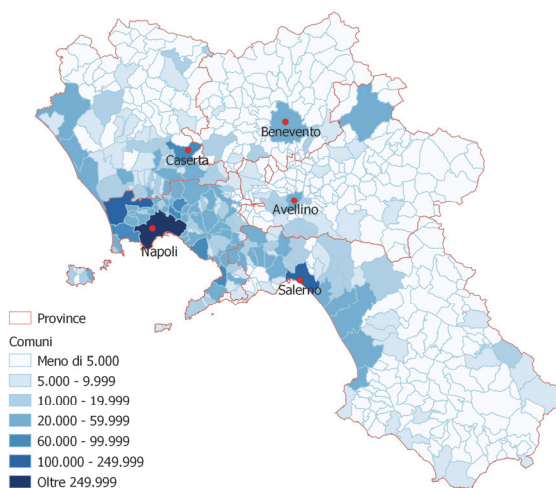 Benevento
Caserta
Avellino
Napoli
Salerno
Province
Comuni
Meno di 5.000
5.000 - 9.999
10.000 - 19.999
20.000 - 59.999
60.000 - 99.999
100.000 - 249.999
Oltre 249.999